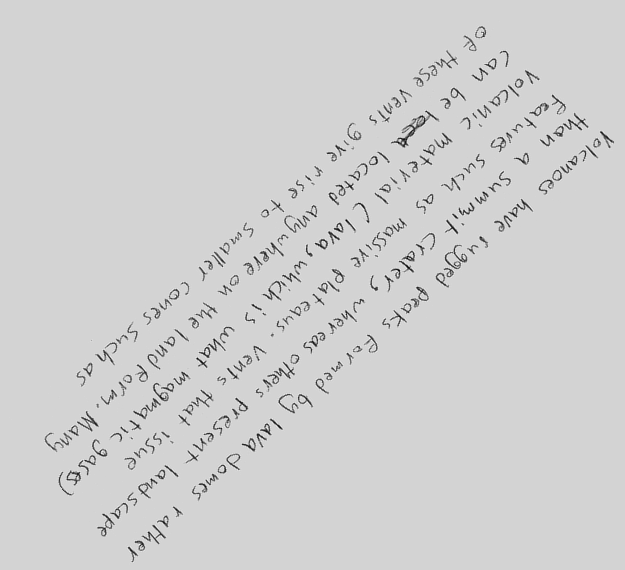 Volcanoes have rugged peaks formed by lava domes rather
than a summit crater, whereas others present landscape
features such as massive plateaus. Vents that issue
volcanic material (lava, which is what magmatic gases)
can be located anywhere on the landform. Many
of these vents give rise to smaller cones such as